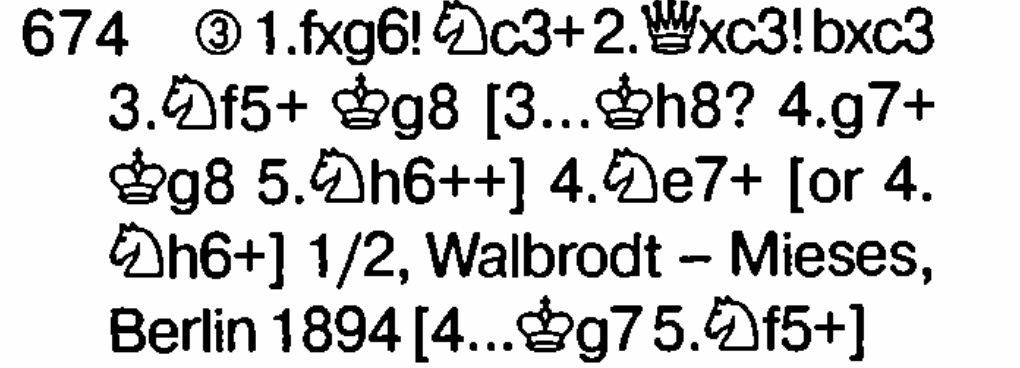 674 ③ 1.fxg6! ♘c3+ 2.♕xc3! bxc3
3.♘f5+ ♔g8 [3...♔h8? 4.g7+
♔g8 5.♘h6++] 4.♘e7+ [or 4.
♘h6+] 1/2, Walbrodt – Mieses,
Berlin 1894 [4...♔g7 5.♘f5+]